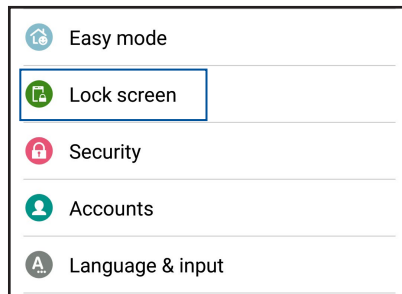 Easy mode
Lock screen
Security
Accounts
Language & input